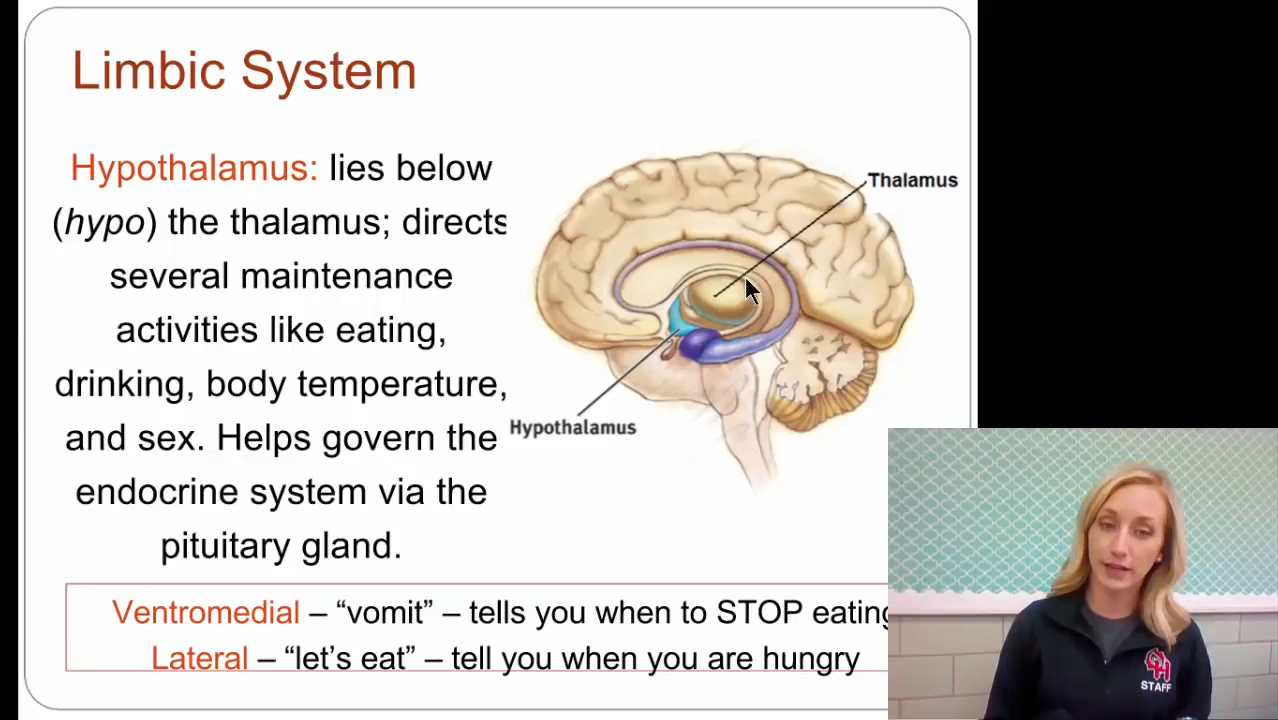 Limbic System
Hypothalamus: lies below
(hypo) the thalamus; directs
several maintenance
activities like eating,
drinking, body temperature,
and sex. Helps govern the
endocrine system via the
pituitary gland.
Thalamus
Hypothalamus
Ventromedial – “vomit” – tells you when to STOP eating
Lateral – “let’s eat” – tell you when you are hungry
STAFF